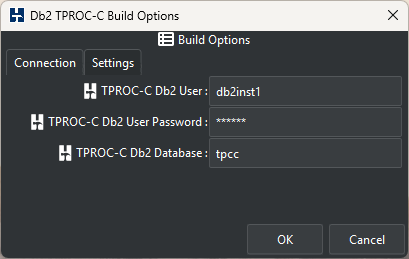 Db2 TPROC-C Build Options
Build Options
Connection Settings
TPROC-C Db2 User : db2inst1
TPROC-C Db2 User Password : ******
TPROC-C Db2 Database : tpcc
OK Cancel